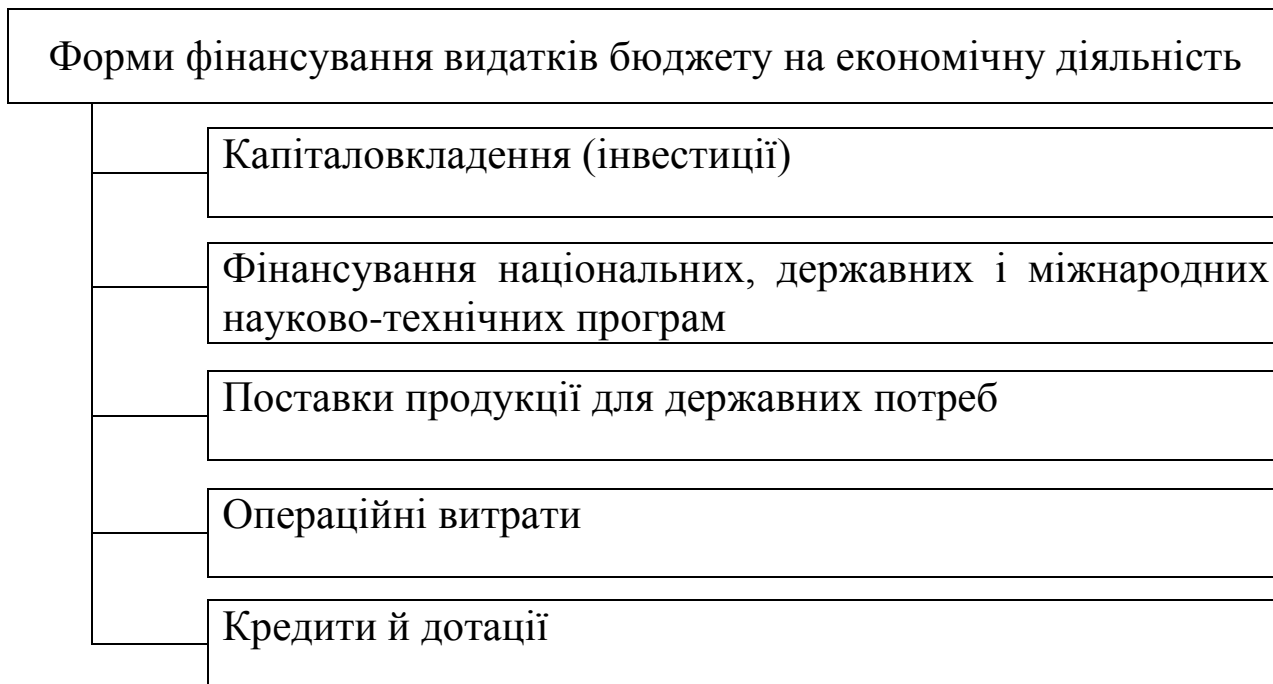 Форми фінансування видатків бюджету на економічну діяльність
Капіталовкладення (інвестиції)
Фінансування національних, державних і міжнародних
науково-технічних програм
Поставки продукції для державних потреб
Операційні витрати
Кредити й дотації